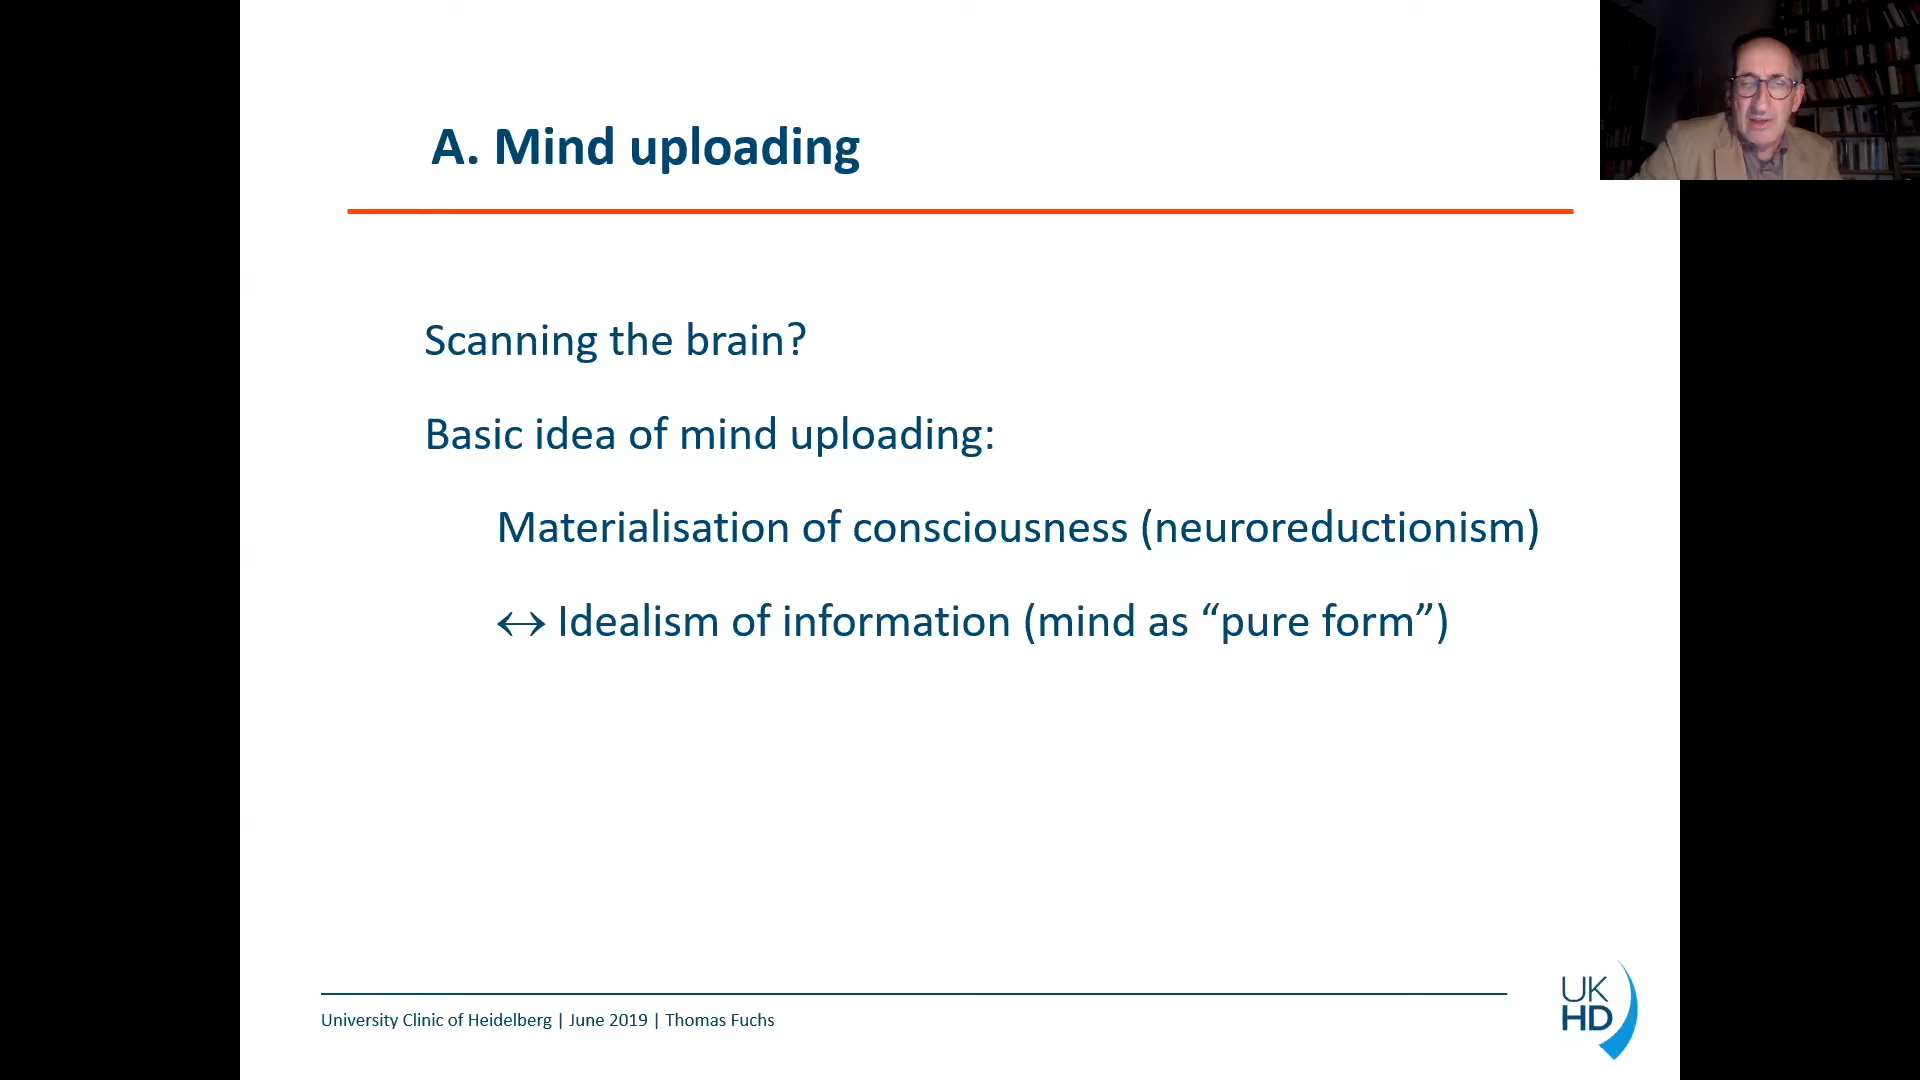 A. Mind uploading
Scanning the brain?
Basic idea of mind uploading:
Materialisation of consciousness (neuroreductionism)
↔ Idealism of information (mind as “pure form”)
University Clinic of Heidelberg | June 2019 | Thomas Fuchs
UK
HD